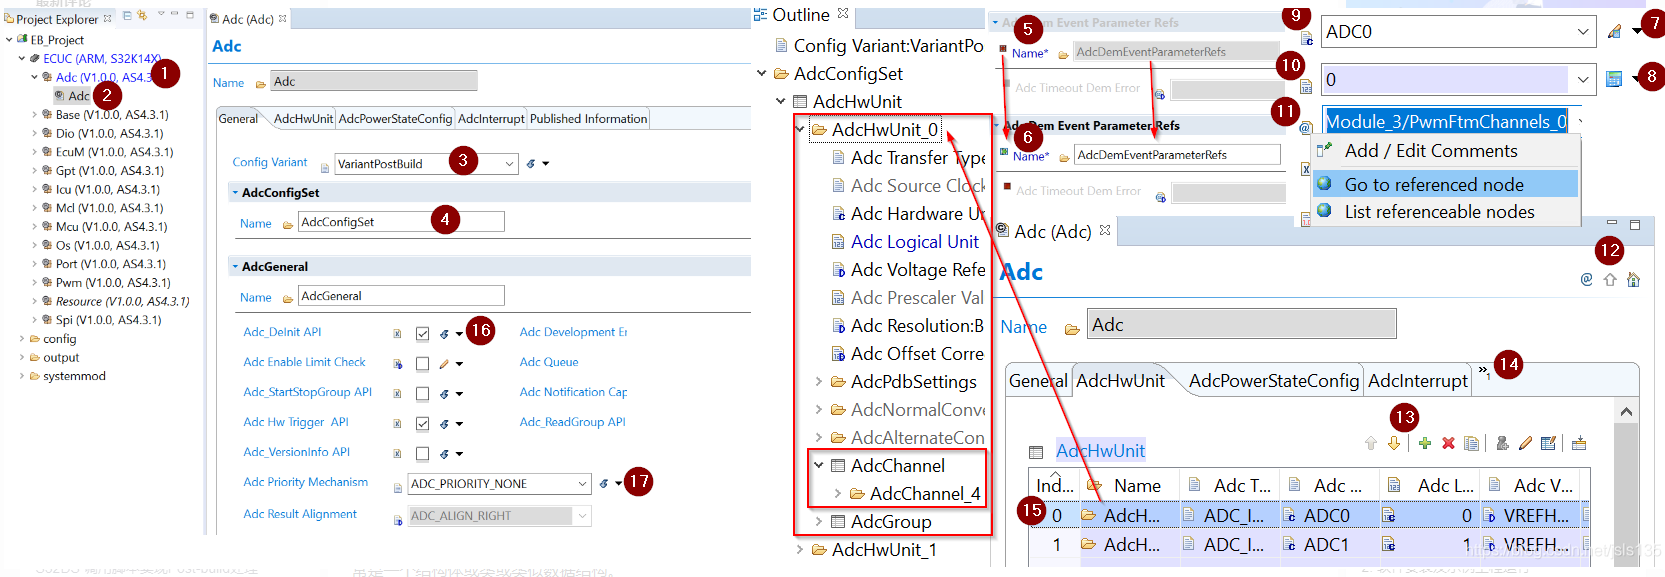 最新评论
Project Explorer
EB_Project
ECUC (ARM, S32K14X)
Adc (V1.0.0, AS4.3.
1
Adc
2
Base (V1.0.0, AS4.3.1)
Dio (V1.0.0, AS4.3.1)
EcuM (V1.0.0, AS4.3.1)
Gpt (V1.0.0, AS4.3.1)
Icu (V1.0.0, AS4.3.1)
Mcl (V1.0.0, AS4.3.1)
Mcu (V1.0.0, AS4.3.1)
Os (V1.0.0, AS4.3.1)
Port (V1.0.0, AS4.3.1)
Pwm (V1.0.0, AS4.3.1)
Resource (V1.0.0, AS4.3.1)
Spi (V1.0.0, AS4.3.1)
config
output
systemmod
Adc (Adc)
Adc
Name
Adc
General
AdcHwUnit
AdcPowerStateConfig
AdcInterrupt
Published Information
Config Variant
VariantPostBuild
3
AdcConfigSet
Name
AdcConfigSet
4
AdcGeneral
Name
AdcGeneral
Adc_DeInit API
16
Adc Development Er
Adc Enable Limit Check
Adc Queue
Adc_StartStopGroup API
Adc Notification Cap
Adc Hw Trigger API
Adc_ReadGroup API
Adc_VersionInfo API
Adc Priority Mechanism
ADC_PRIORITY_NONE
17
Adc Result Alignment
ADC_ALIGN_RIGHT
Outline
Config Variant:VariantPo
AdcConfigSet
AdcHwUnit
AdcHwUnit_0
Adc Transfer Type
Adc Source Clock
Adc Hardware Un
Adc Logical Unit
Adc Voltage Refe
Adc Prescaler Val
Adc Resolution:B
Adc Offset Corre
AdcPdbSettings
AdcNormalConve
AdcAlternateCon
AdcChannel
AdcChannel_4
AdcGroup
AdcHwUnit_1
AdcDem Event Parameter Refs
5
Name*
AdcDemEventParameterRefs
Adc Timeout Dem Error
AdcDem Event Parameter Refs
6
Name*
AdcDemEventParameterRefs
Adc Timeout Dem Error
9
ADC0
7
10
0
8
11
Module_3/PwmFtmChannels_0
Add / Edit Comments
Go to referenced node
List referenceable nodes
Adc (Adc)
12
Adc
Name
Adc
General
AdcHwUnit
AdcPowerStateConfig
AdcInterrupt
»1
14
13
AdcHwUnit
Ind...
Name
Adc T...
Adc ...
Adc L...
Adc V...
15
0
AdcH...
ADC_I...
ADC0
0
VREFH...
1
AdcH...
ADC_I...
ADC1
1
VREFH...